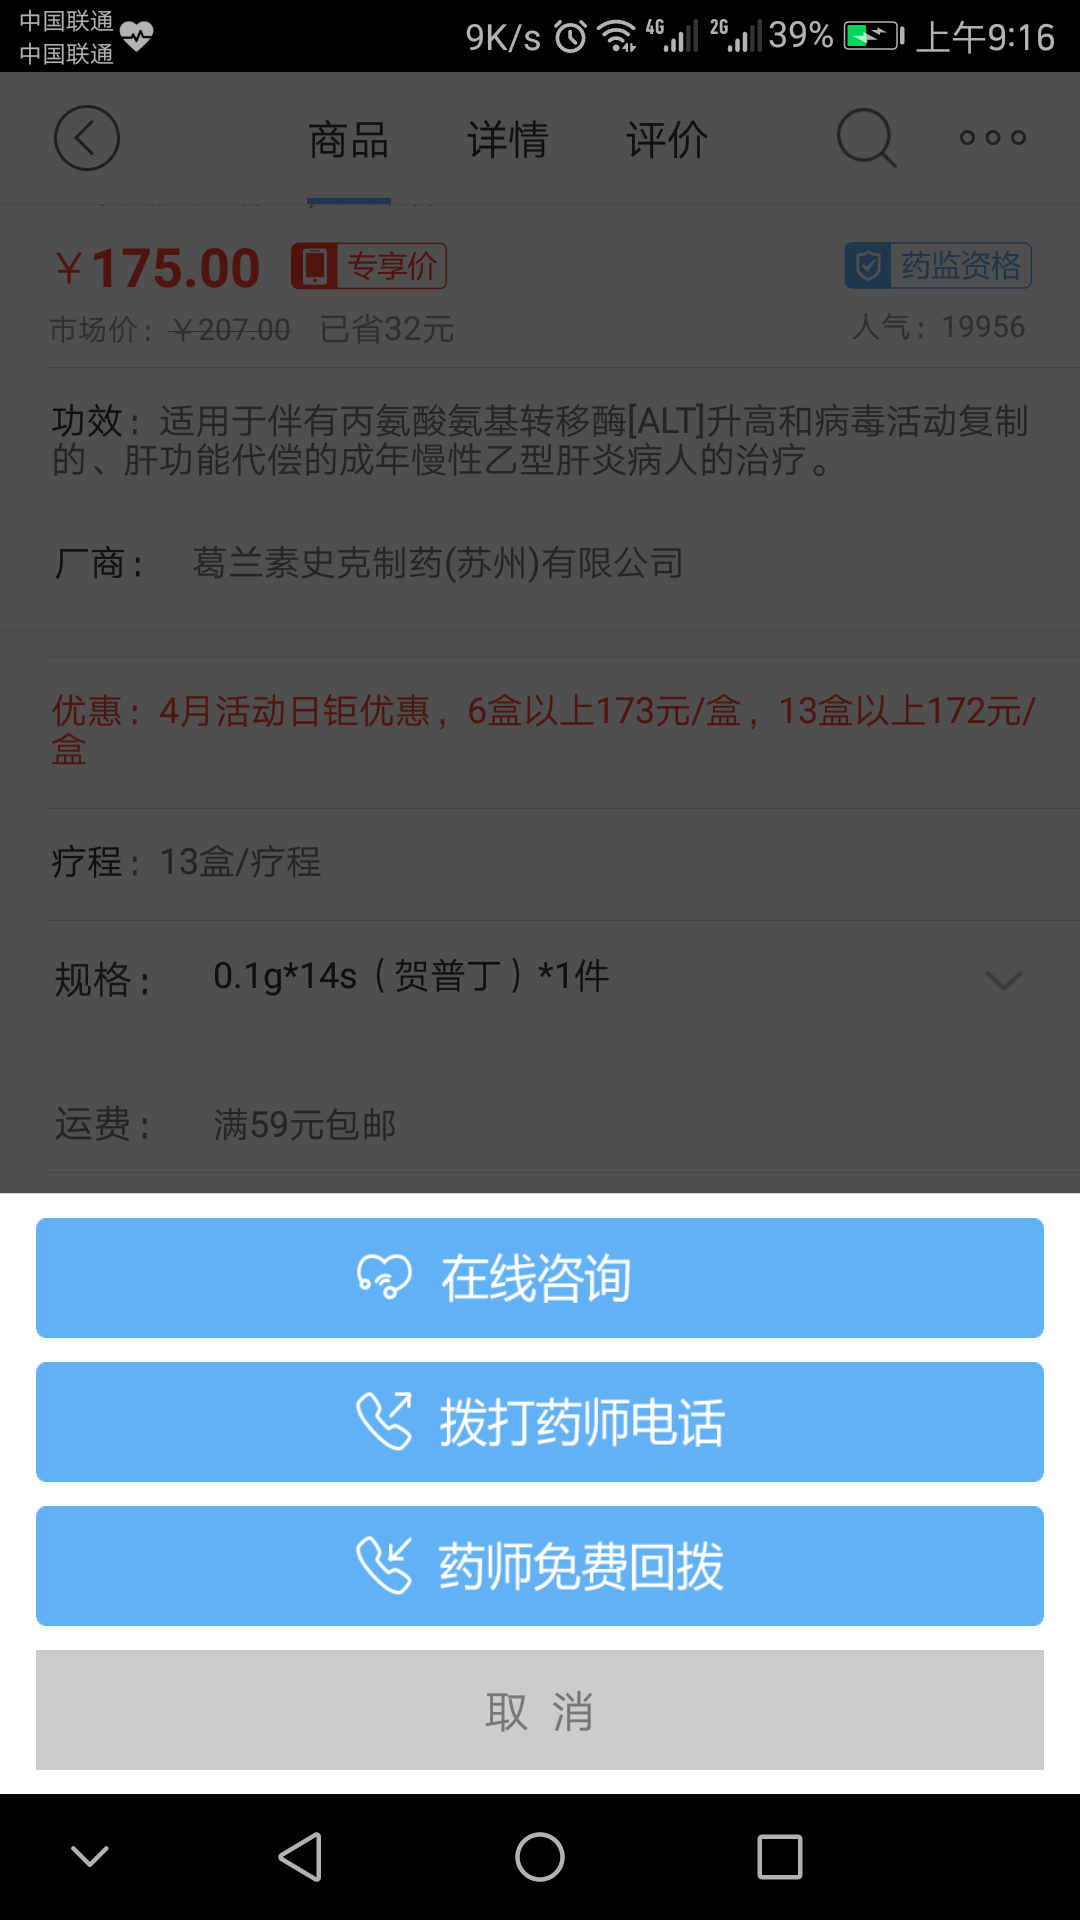 中国联通
中国联通
9K/s 4G 2G 39% 上午9:16
商品 详情 评价
￥175.00 专享价 药监资格
市场价：￥207.00 已省32元 人气：19956
功效：适用于伴有丙氨酸氨基转移酶[ALT]升高和病毒活动复制
的、肝功能代偿的成年慢性乙型肝炎病人的治疗。
厂商： 葛兰素史克制药(苏州)有限公司
优惠：4月活动日钜优惠，6盒以上173元/盒，13盒以上172元/
盒
疗程：13盒/疗程
规格： 0.1g*14s（贺普丁）*1件
运费： 满59元包邮
在线咨询
拨打药师电话
药师免费回拨
取 消